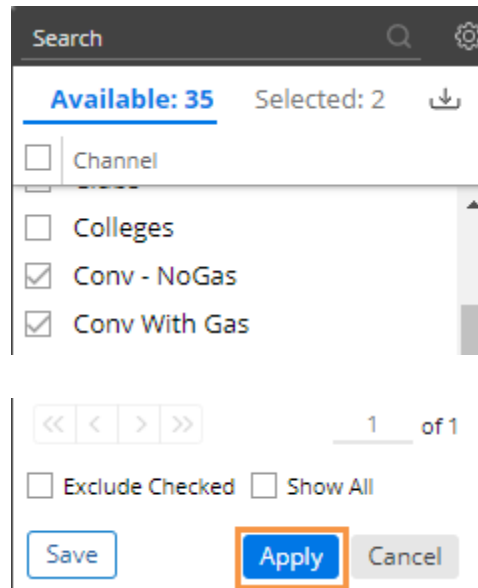 Search
Available: 35 Selected: 2
Channel
Colleges
Conv - NoGas
Conv With Gas
1 of 1
Exclude Checked Show All
Save Apply Cancel